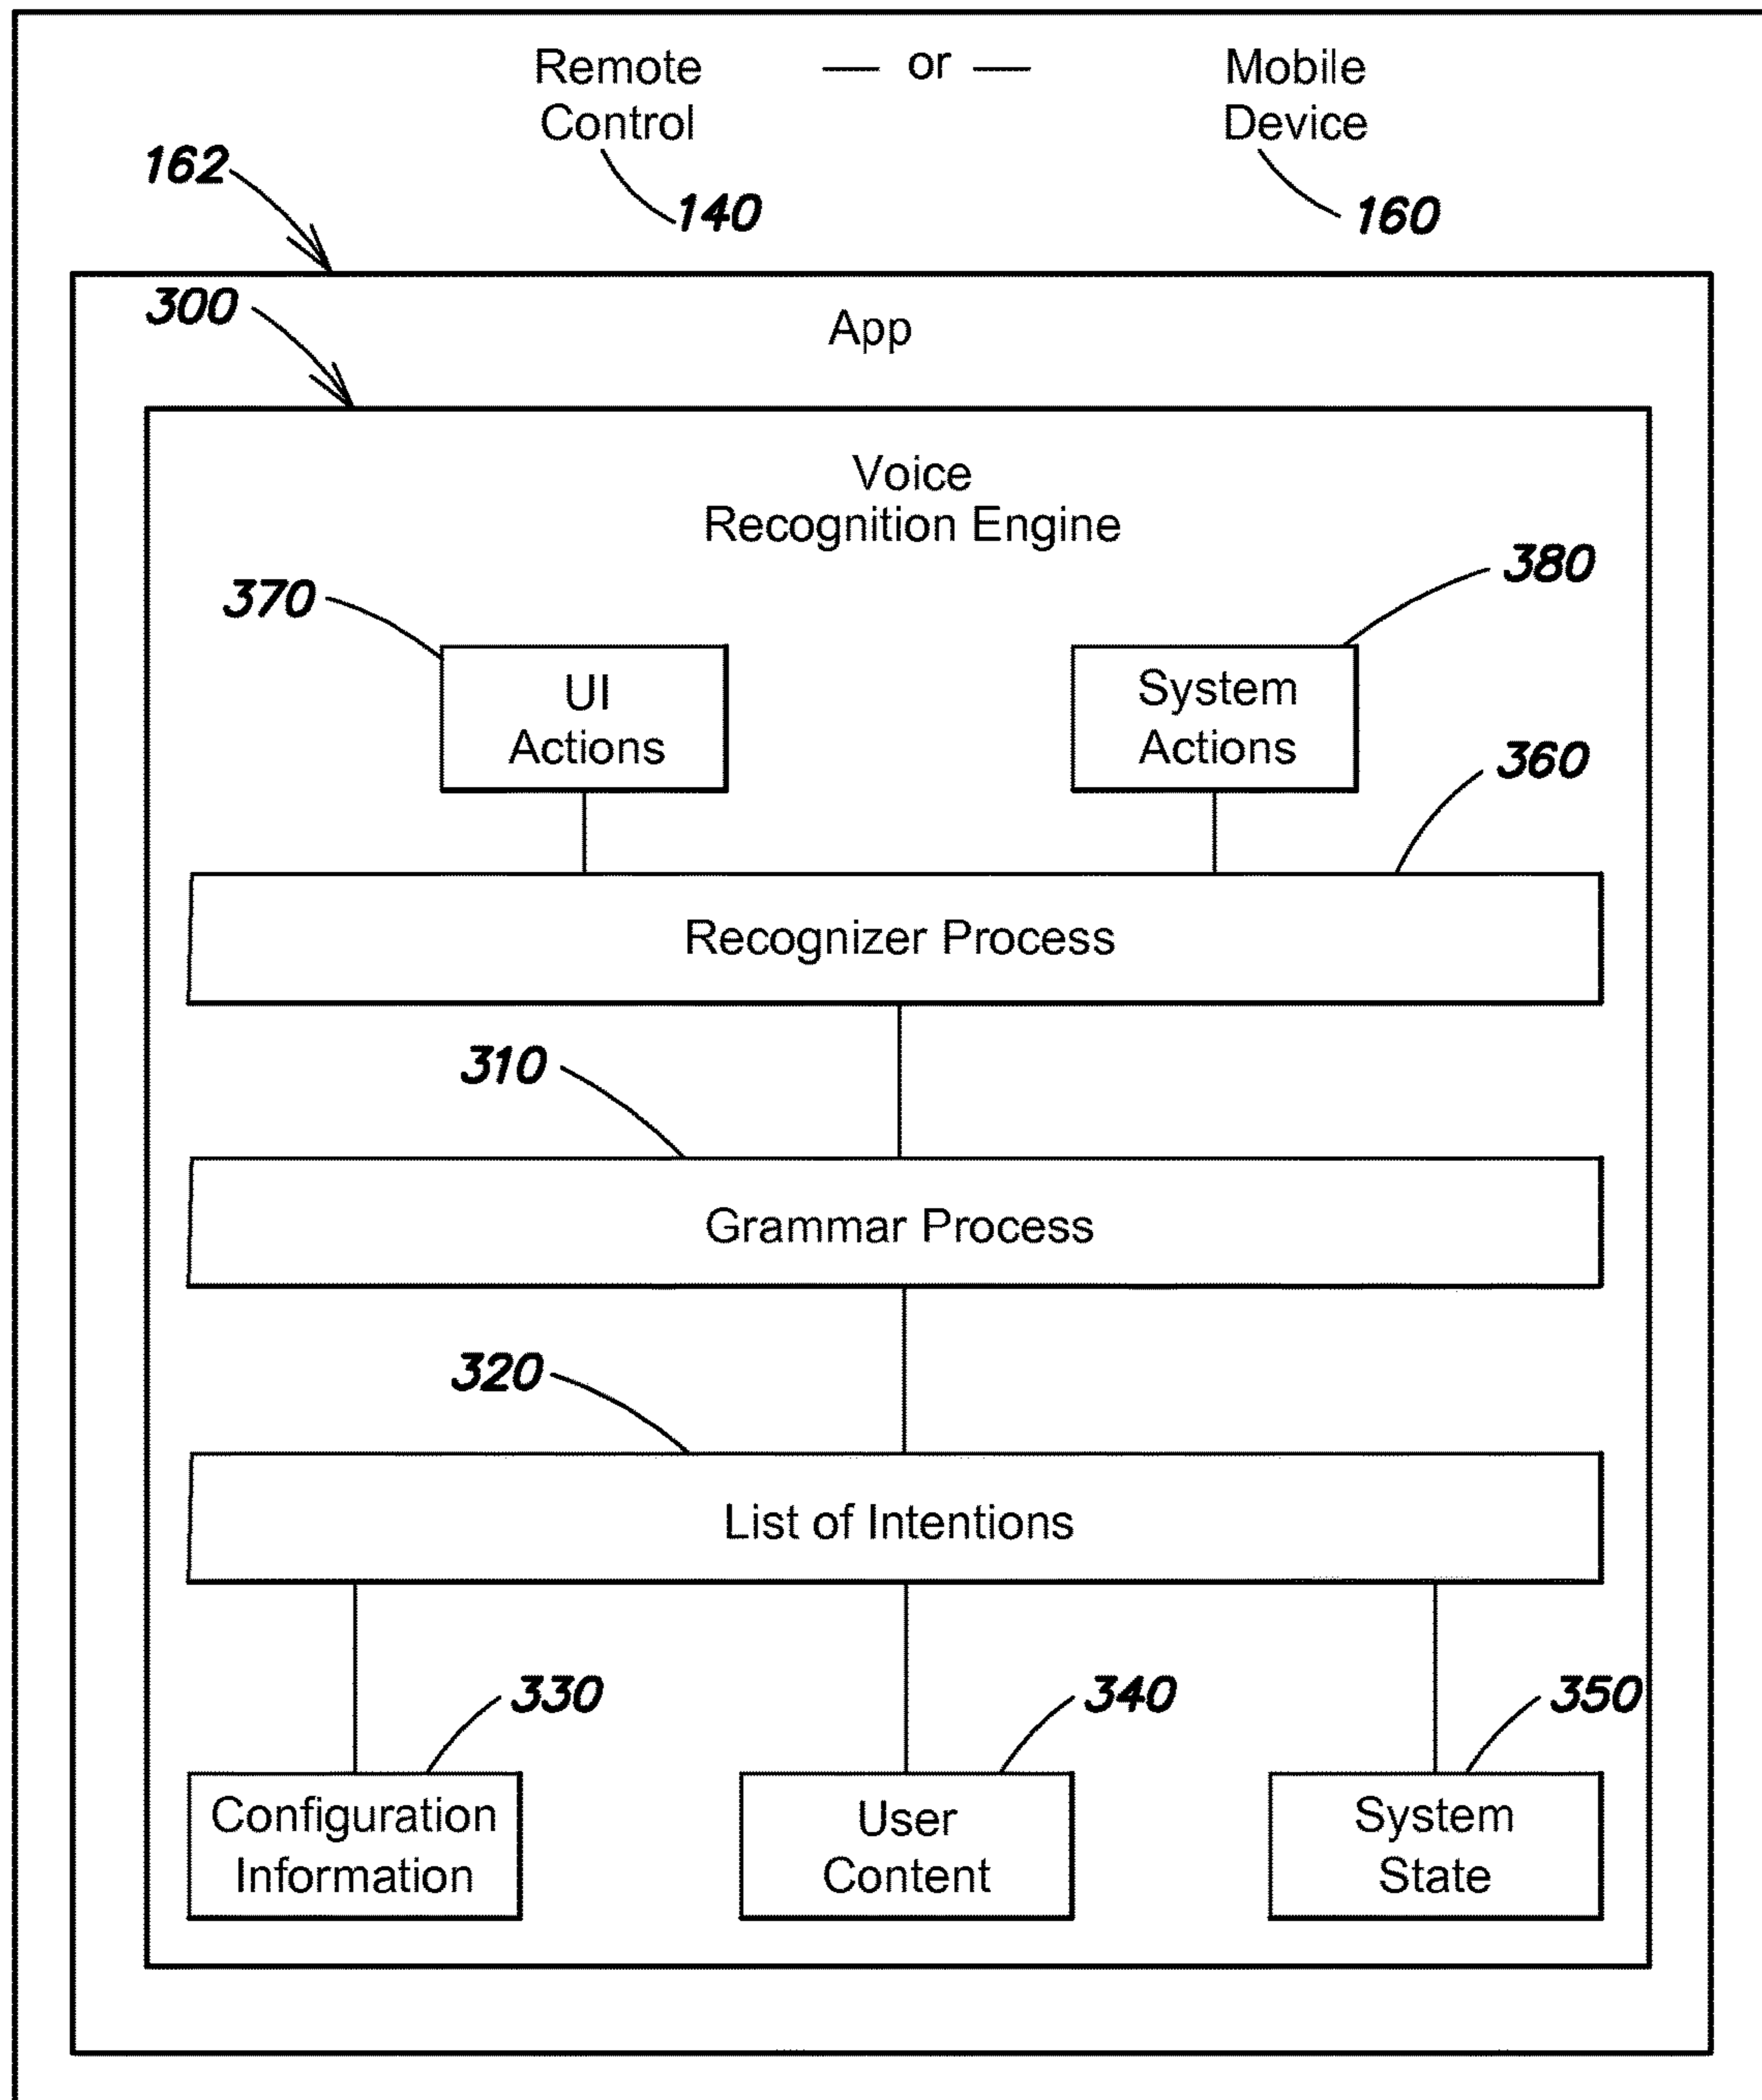 Remote — or — Mobile
Control Device
162
140
160
300
App
Voice
Recognition Engine
370
380
UI
Actions
System
Actions
360
Recognizer Process
310
Grammar Process
320
List of Intentions
330
340
350
Configuration
Information
User
Content
System
State